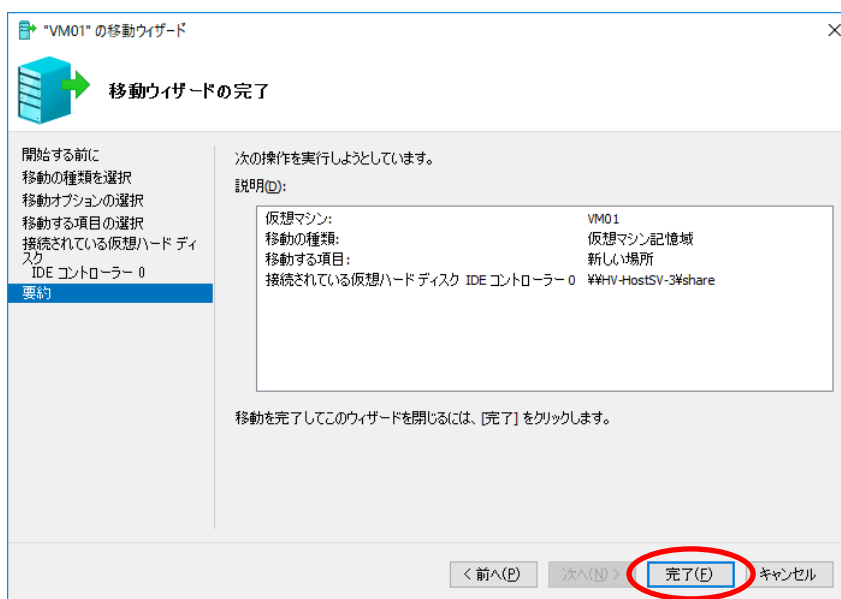 "VM01" の移動ウィザード
移動ウィザードの完了
開始する前に
移動の種類を選択
移動オプションの選択
移動する項目の選択
接続されている仮想ハード ディ
スク
IDE コントローラー 0
要約
次の操作を実行しようとしています。
説明(D):
仮想マシン: VM01
移動の種類: 仮想マシン記憶域
移動する項目: 新しい場所
接続されている仮想ハード ディスク IDE コントローラー 0 ¥¥HV-HostSV-3¥share
移動を完了してこのウィザードを閉じるには、[完了] をクリックします。
< 前へ(P) 次へ(N) > 完了(F) キャンセル